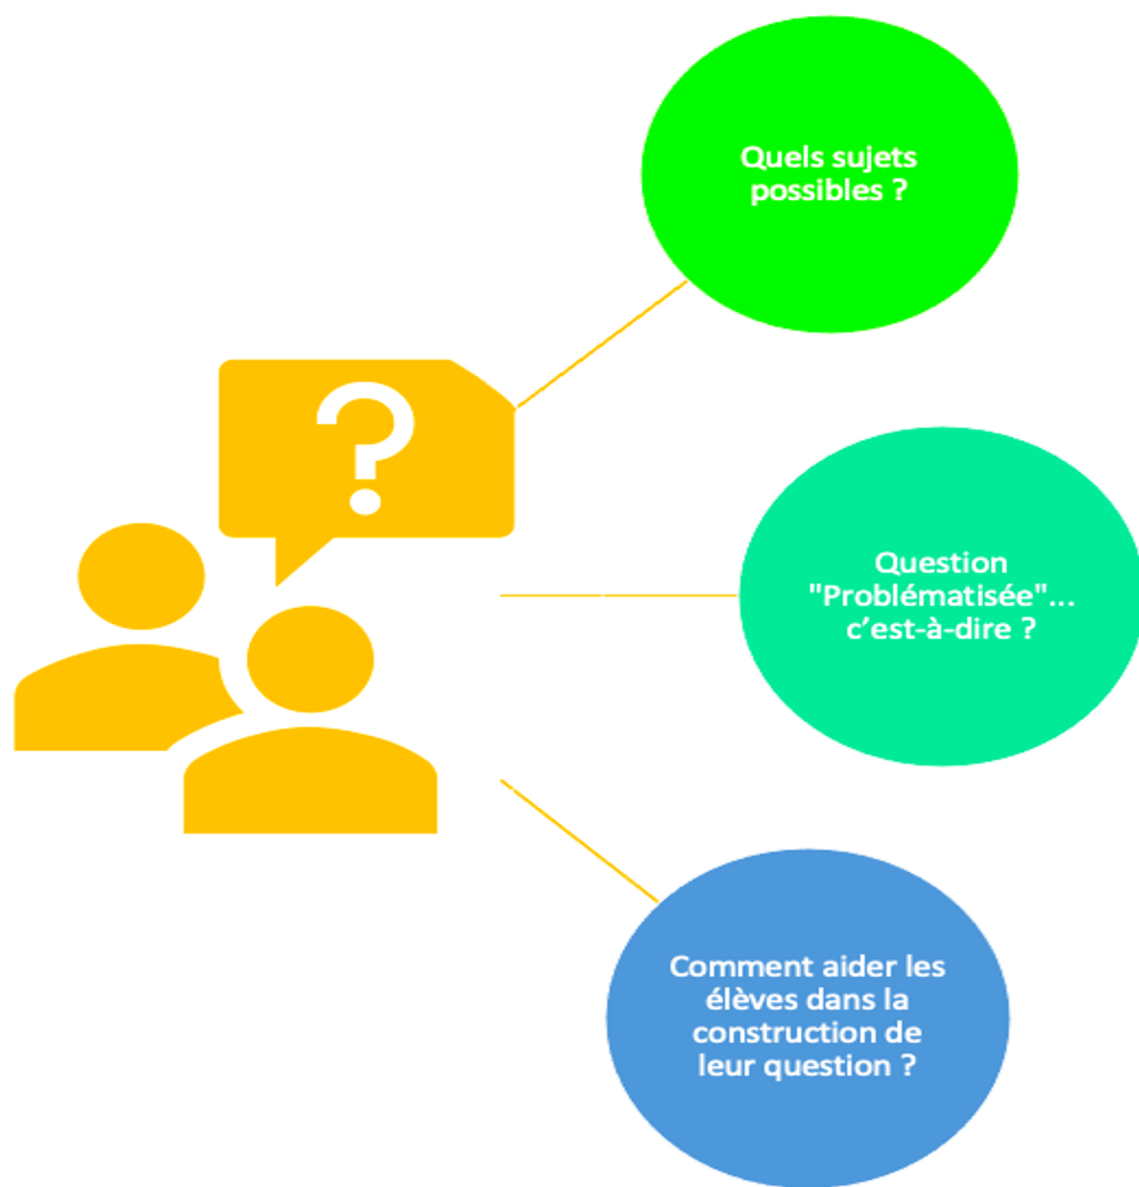 ?
Quels sujets
possibles ?
Question
"Problématisée"...
c’est-à-dire ?
Comment aider les
élèves dans la
construction de
leur question ?